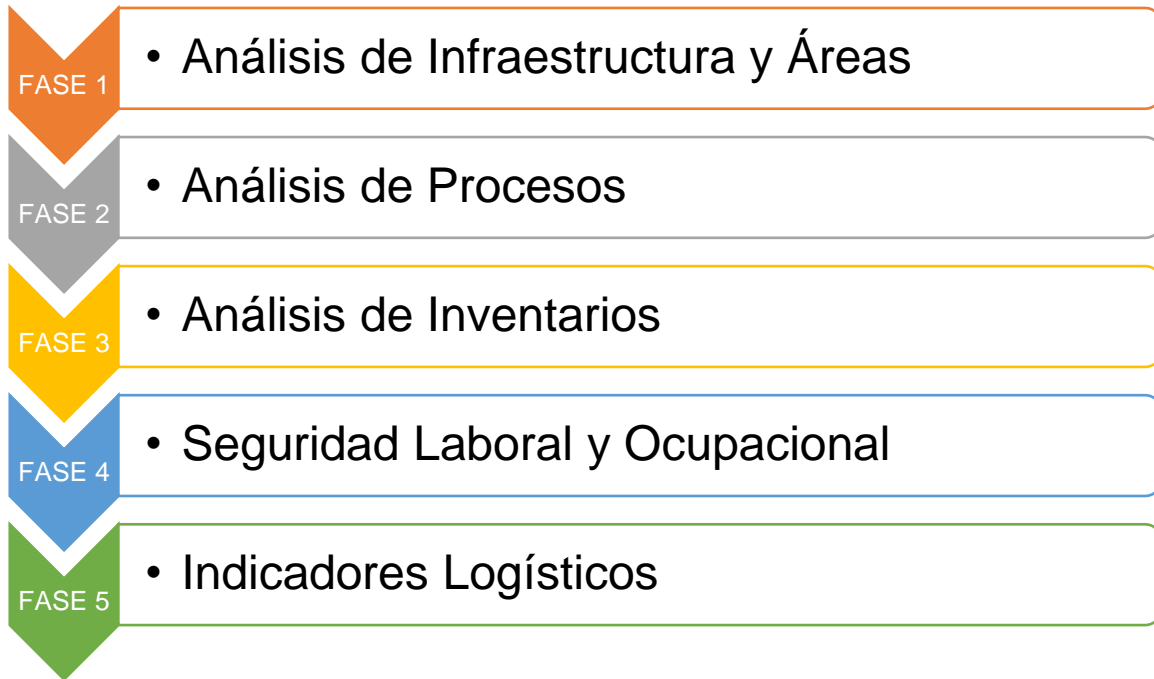 FASE 1
• Análisis de Infraestructura y Áreas
FASE 2
• Análisis de Procesos
FASE 3
• Análisis de Inventarios
FASE 4
• Seguridad Laboral y Ocupacional
FASE 5
• Indicadores Logísticos